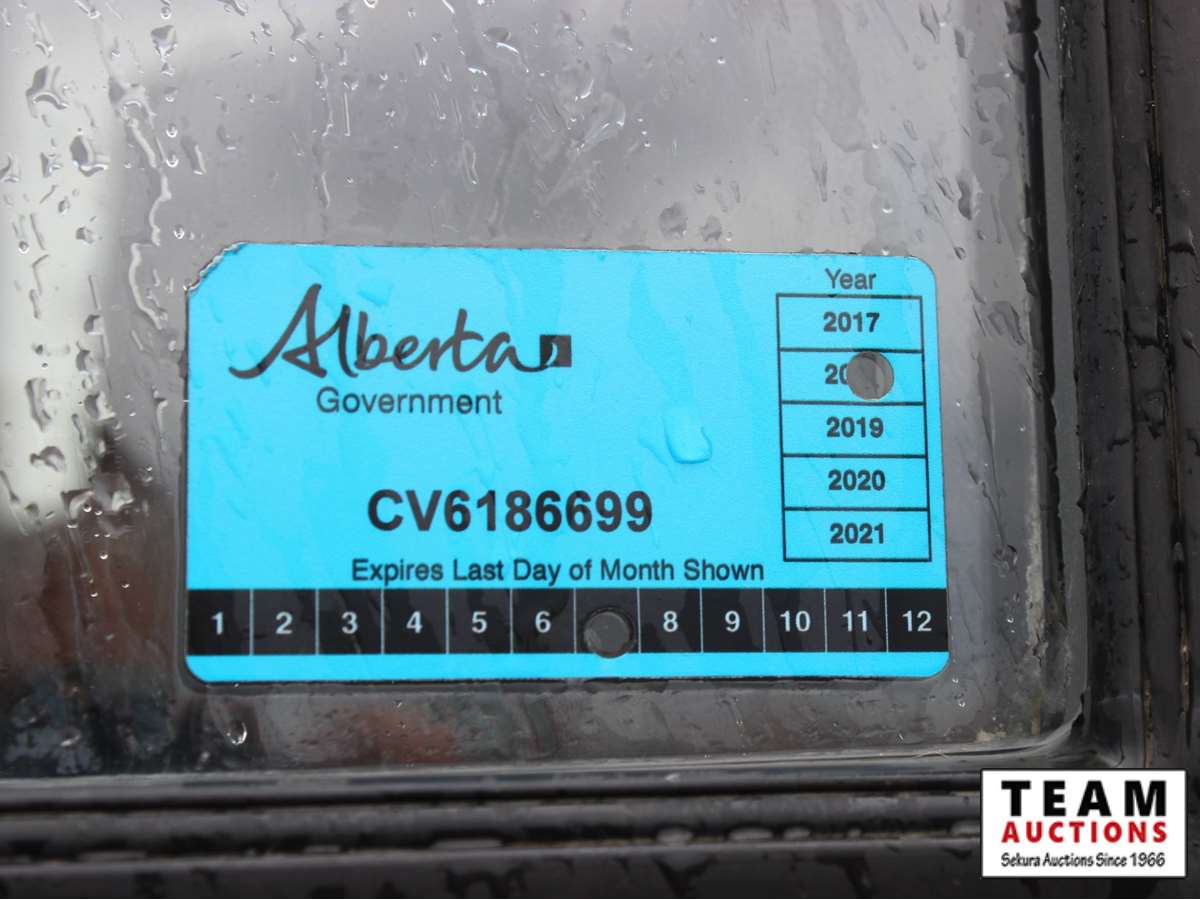 Alberta
Government
Year
2017
20
2019
2020
2021
CV6186699
Expires Last Day of Month Shown
1 2 3 4 5 6 8 9 10 11 12
TEAM
AUCTIONS
Sekura Auctions Since 1966